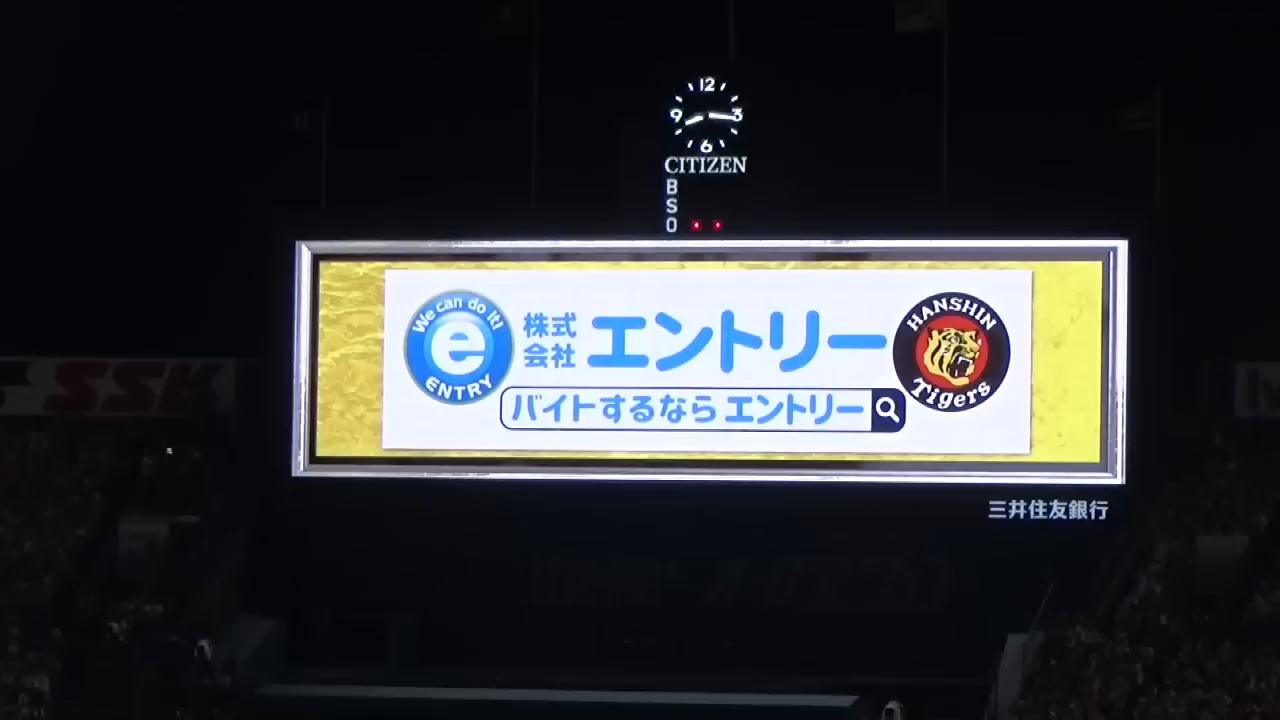 12
9 3
6
CITIZEN
B
S
O
We can do it!
e
ENTRY
株式会社 エントリー
バイトするなら エントリー
HANSHIN
Tigers
SSK
三井住友銀行